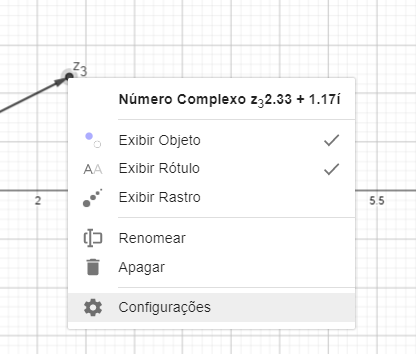 z3
Número Complexo z32.33 + 1.17í
Exibir Objeto
AA Exibir Rótulo
Exibir Rastro
2
5.5
Renomear
Apagar
Configurações